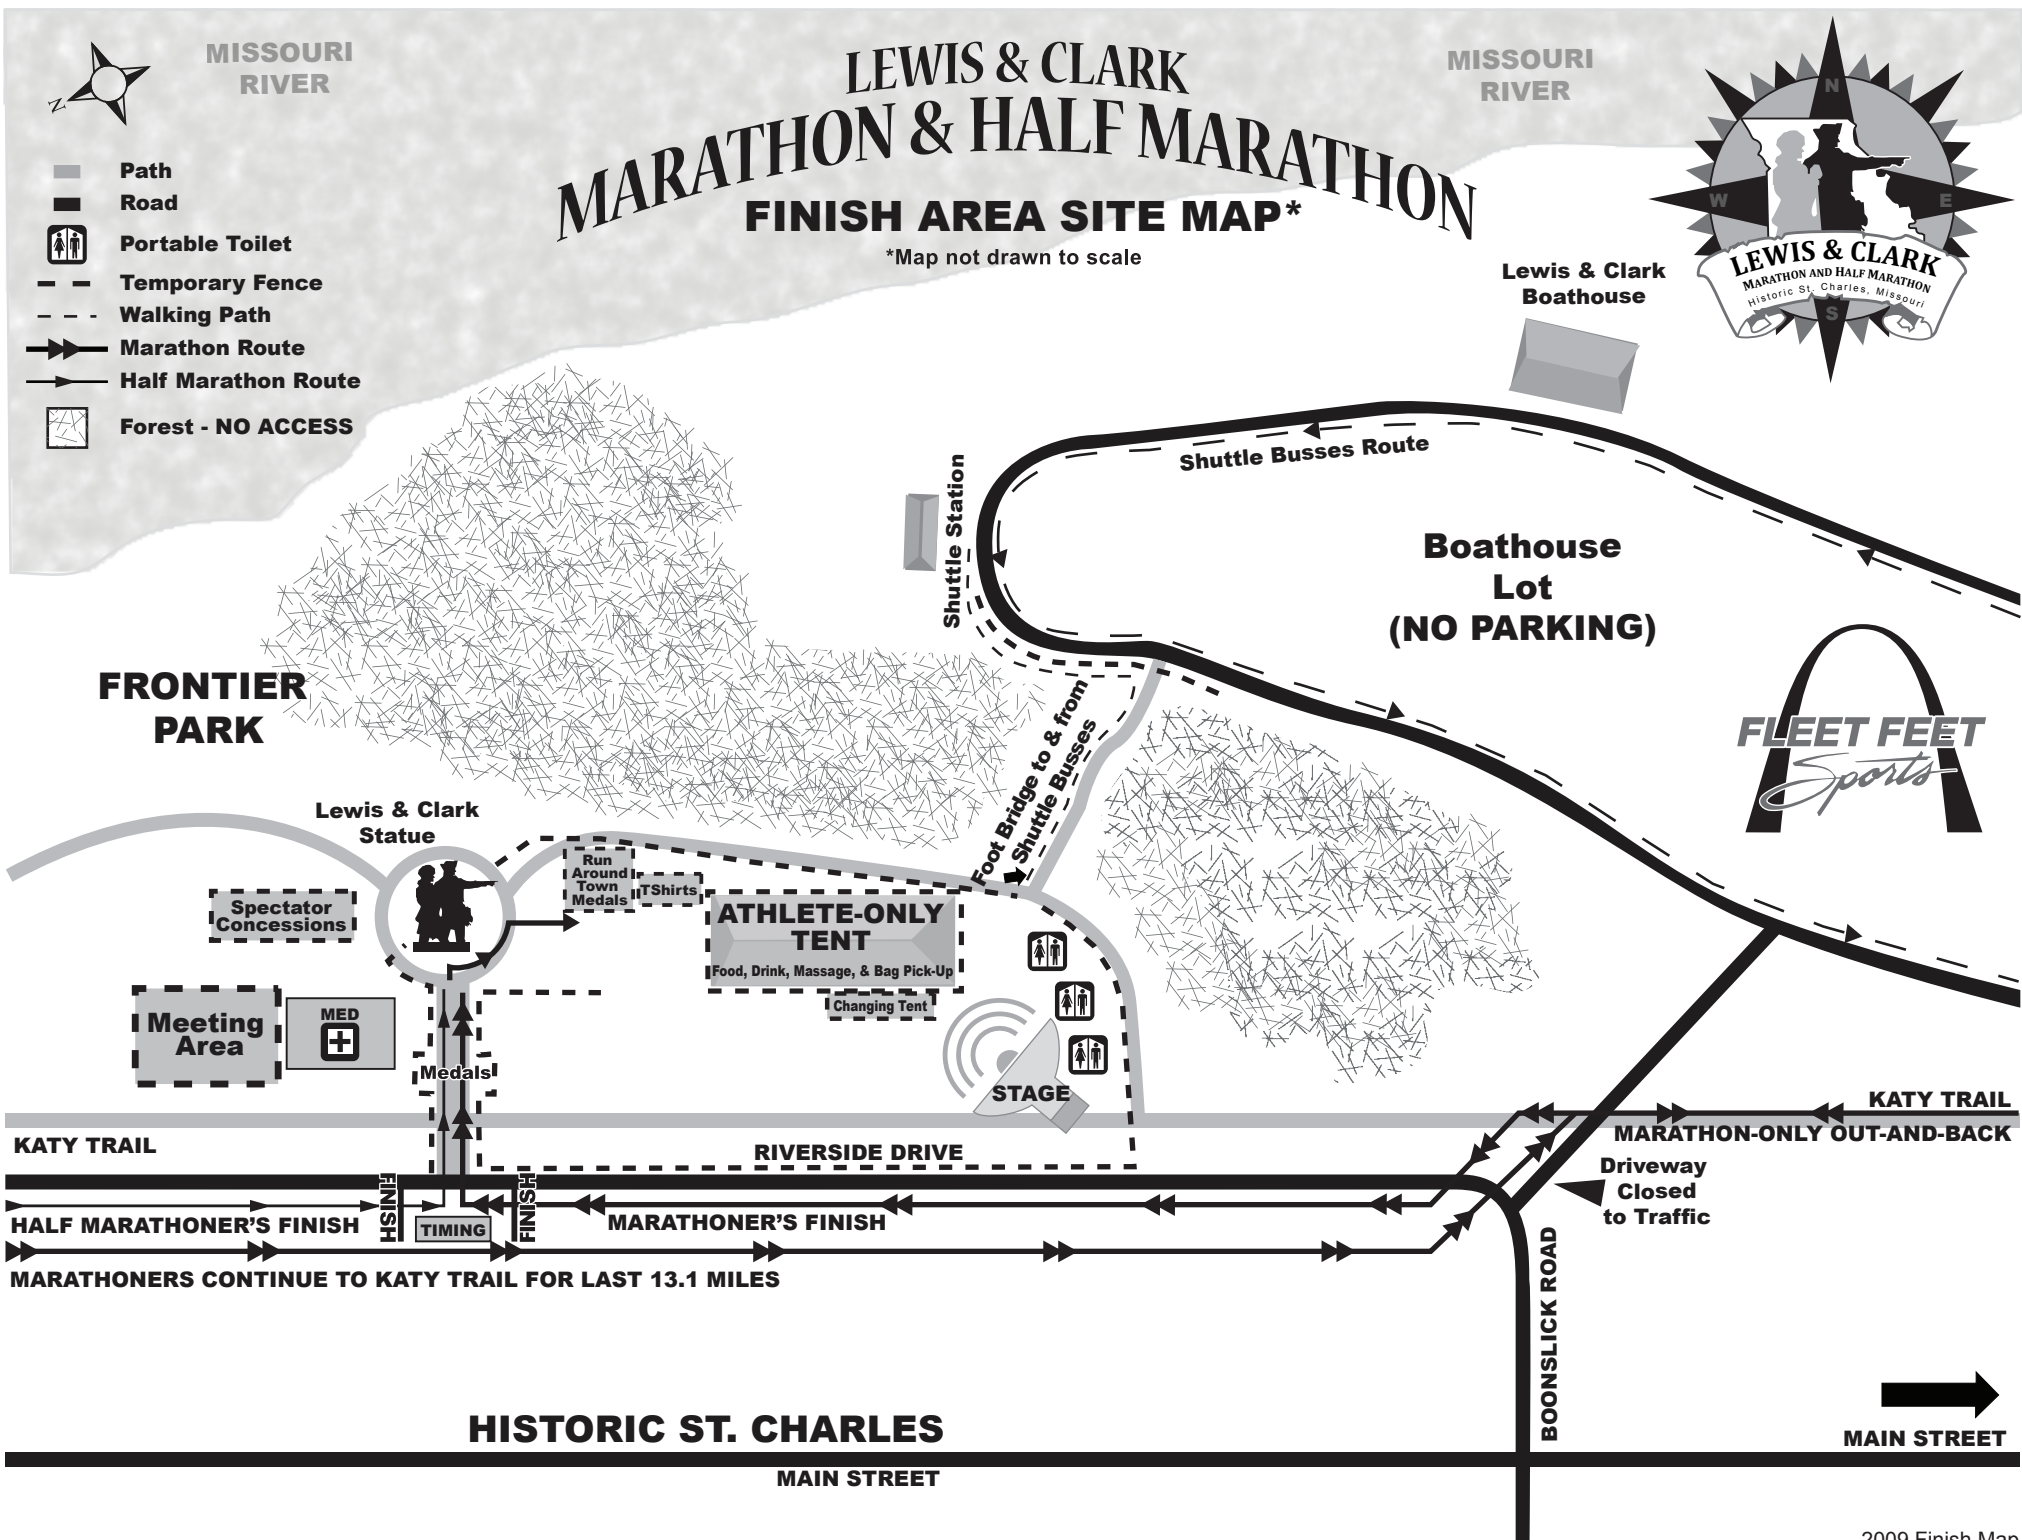 MISSOURI
RIVER
LEWIS & CLARK
MARATHON & HALF MARATHON
FINISH AREA SITE MAP*
*Map not drawn to scale
MISSOURI
RIVER
N
W
E
S
LEWIS & CLARK
MARATHON AND HALF MARATHON
Historic St. Charles, Missouri
N
Path
Road
Portable Toilet
Temporary Fence
Walking Path
Marathon Route
Half Marathon Route
Forest - NO ACCESS
Lewis & Clark
Boathouse
Shuttle Busses Route
Shuttle Station
Boathouse
Lot
(NO PARKING)
FRONTIER
PARK
Foot Bridge to & from
Shuttle Busses
FLEET FEET
Sports
Lewis & Clark
Statue
Spectator
Concessions
Run
Around
Town
Medals
TShirts
ATHLETE-ONLY
TENT
Food, Drink, Massage, & Bag Pick-Up
Changing Tent
Meeting
Area
MED
Medals
STAGE
KATY TRAIL
KATY TRAIL
MARATHON-ONLY OUT-AND-BACK
RIVERSIDE DRIVE
Driveway
Closed
to Traffic
FINISH
FINISH
TIMING
HALF MARATHONER’S FINISH
MARATHONER’S FINISH
MARATHONERS CONTINUE TO KATY TRAIL FOR LAST 13.1 MILES
BOONSLICK ROAD
HISTORIC ST. CHARLES
MAIN STREET
MAIN STREET
2009 Finish Map